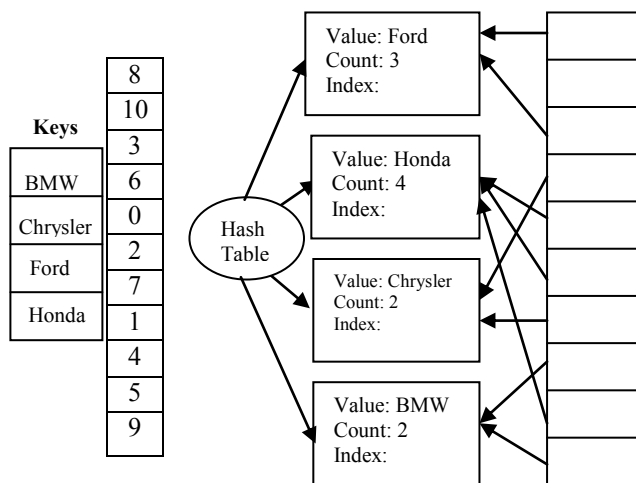 Keys
BMW
Chrysler
Ford
Honda
8
10
3
6
0
2
7
1
4
5
9
Hash
Table
Value: Ford
Count: 3
Index:
Value: Honda
Count: 4
Index:
Value: Chrysler
Count: 2
Index:
Value: BMW
Count: 2
Index: